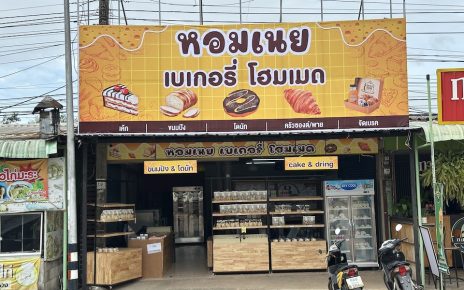 หอมเนย
เบเกอรี่ โฮมเมด
เค้ก
ขนมปัง
โดนัท
ครัวซองต์/พาย
จัดเบรค
หอมเนย เบเกอรี่ โฮมเมด
ขนมปัง & โดนัท
cake & dring